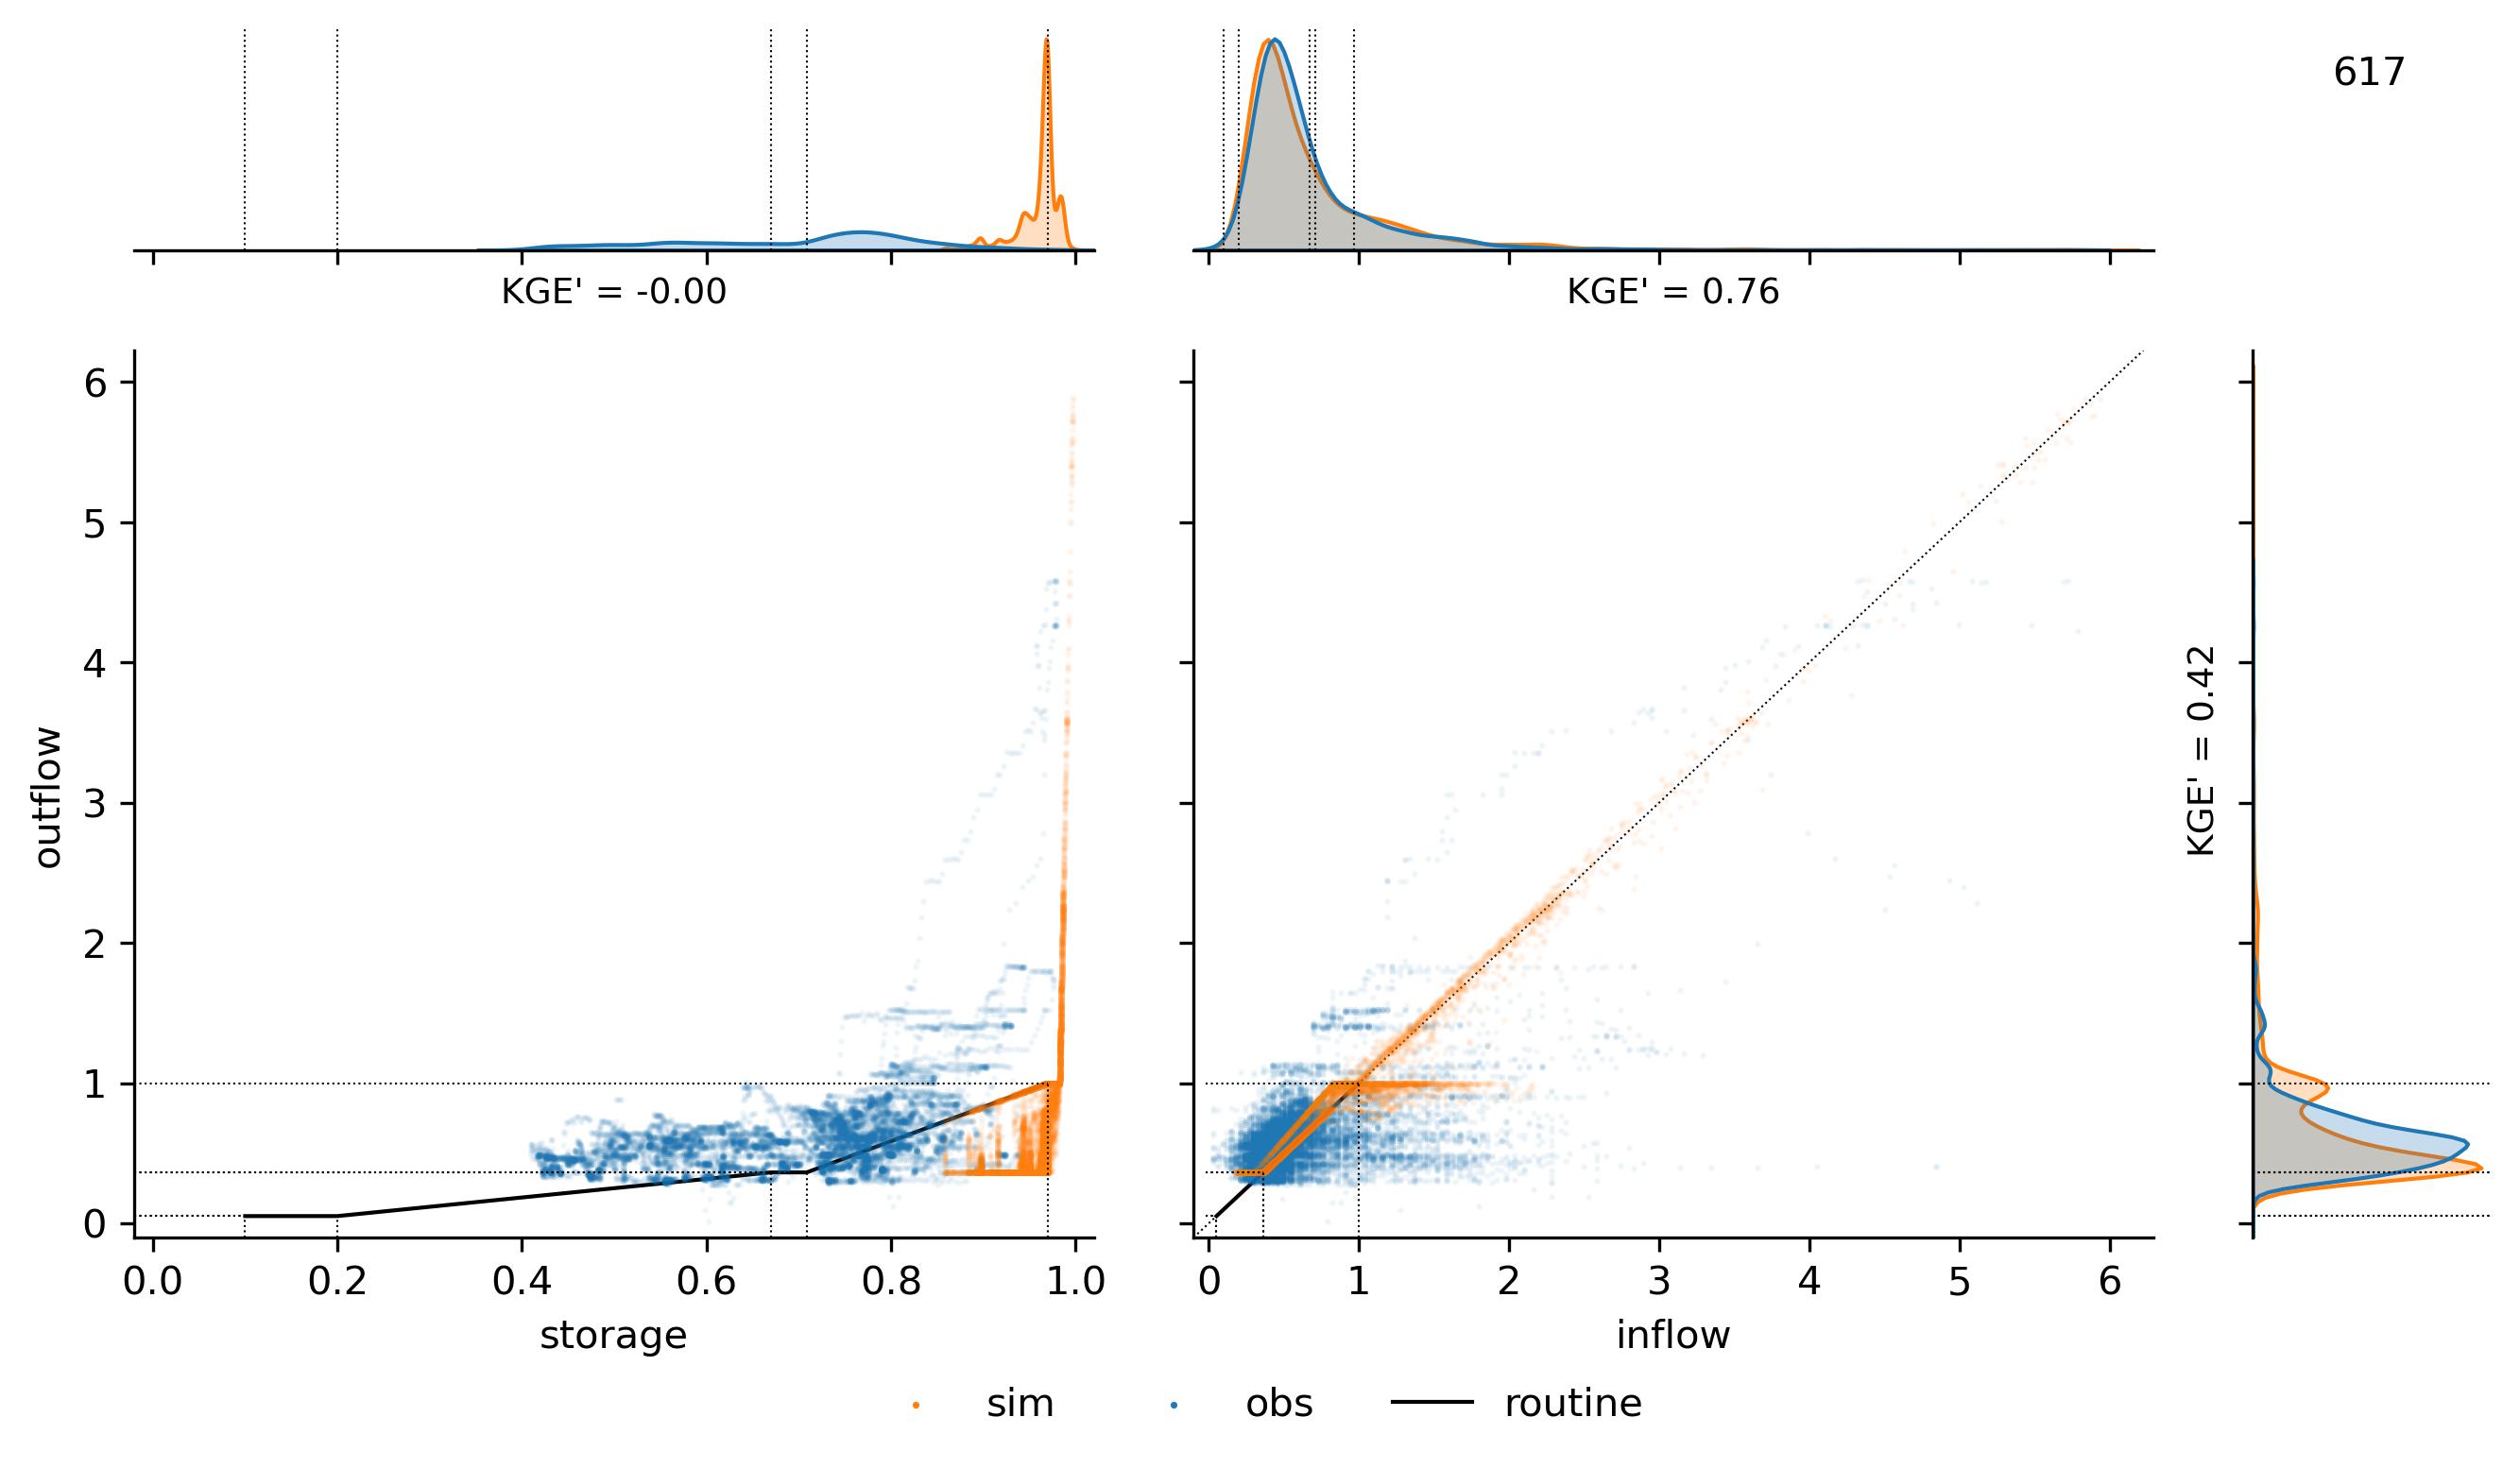 617
KGE' = -0.00
KGE' = 0.76
6
5
4
3
2
1
0
outflow
KGE' = 0.42
0.0 0.2 0.4 0.6 0.8 1.0
0 1 2 3 4 5 6
storage
inflow
sim obs routine